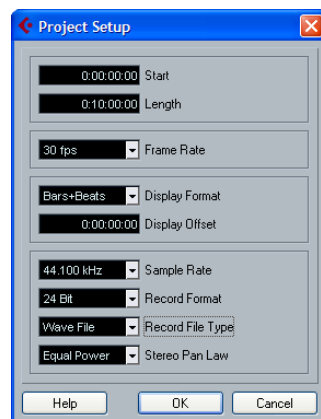 Project Setup
0:00:00:00 Start
0:10:00:00 Length
30 fps Frame Rate
Bars+Beats Display Format
0:00:00:00 Display Offset
44.100 kHz Sample Rate
24 Bit Record Format
Wave File Record File Type
Equal Power Stereo Pan Law
Help OK Cancel